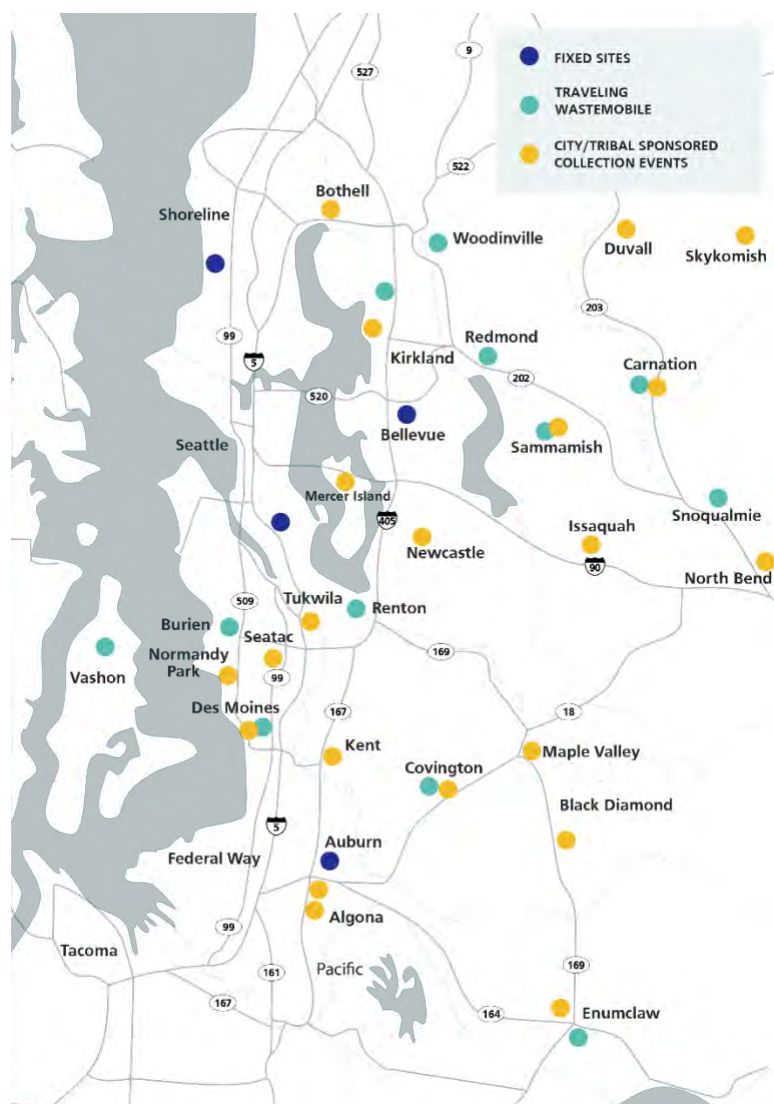 FIXED SITES
TRAVELING
WASTEMOBILE
CITY/TRIBAL SPONSORED
COLLECTION EVENTS
9
527
522
Bothell
Shoreline
Woodinville
Duvall
Skykomish
203
99
5
Redmond
Kirkland
Carnation
202
520
Bellevue
Seattle
Sammamish
Mercer Island
Snoqualmie
405
Newcastle
Issaquah
90
North Bend
509
Tukwila
Renton
Burien
Seatac
Normandy
Park
Vashon
99
169
Des Moines
167
18
Kent
Covington
Maple Valley
Black Diamond
5
Auburn
Federal Way
Algona
99
Tacoma
161
Pacific
169
167
164
Enumclaw